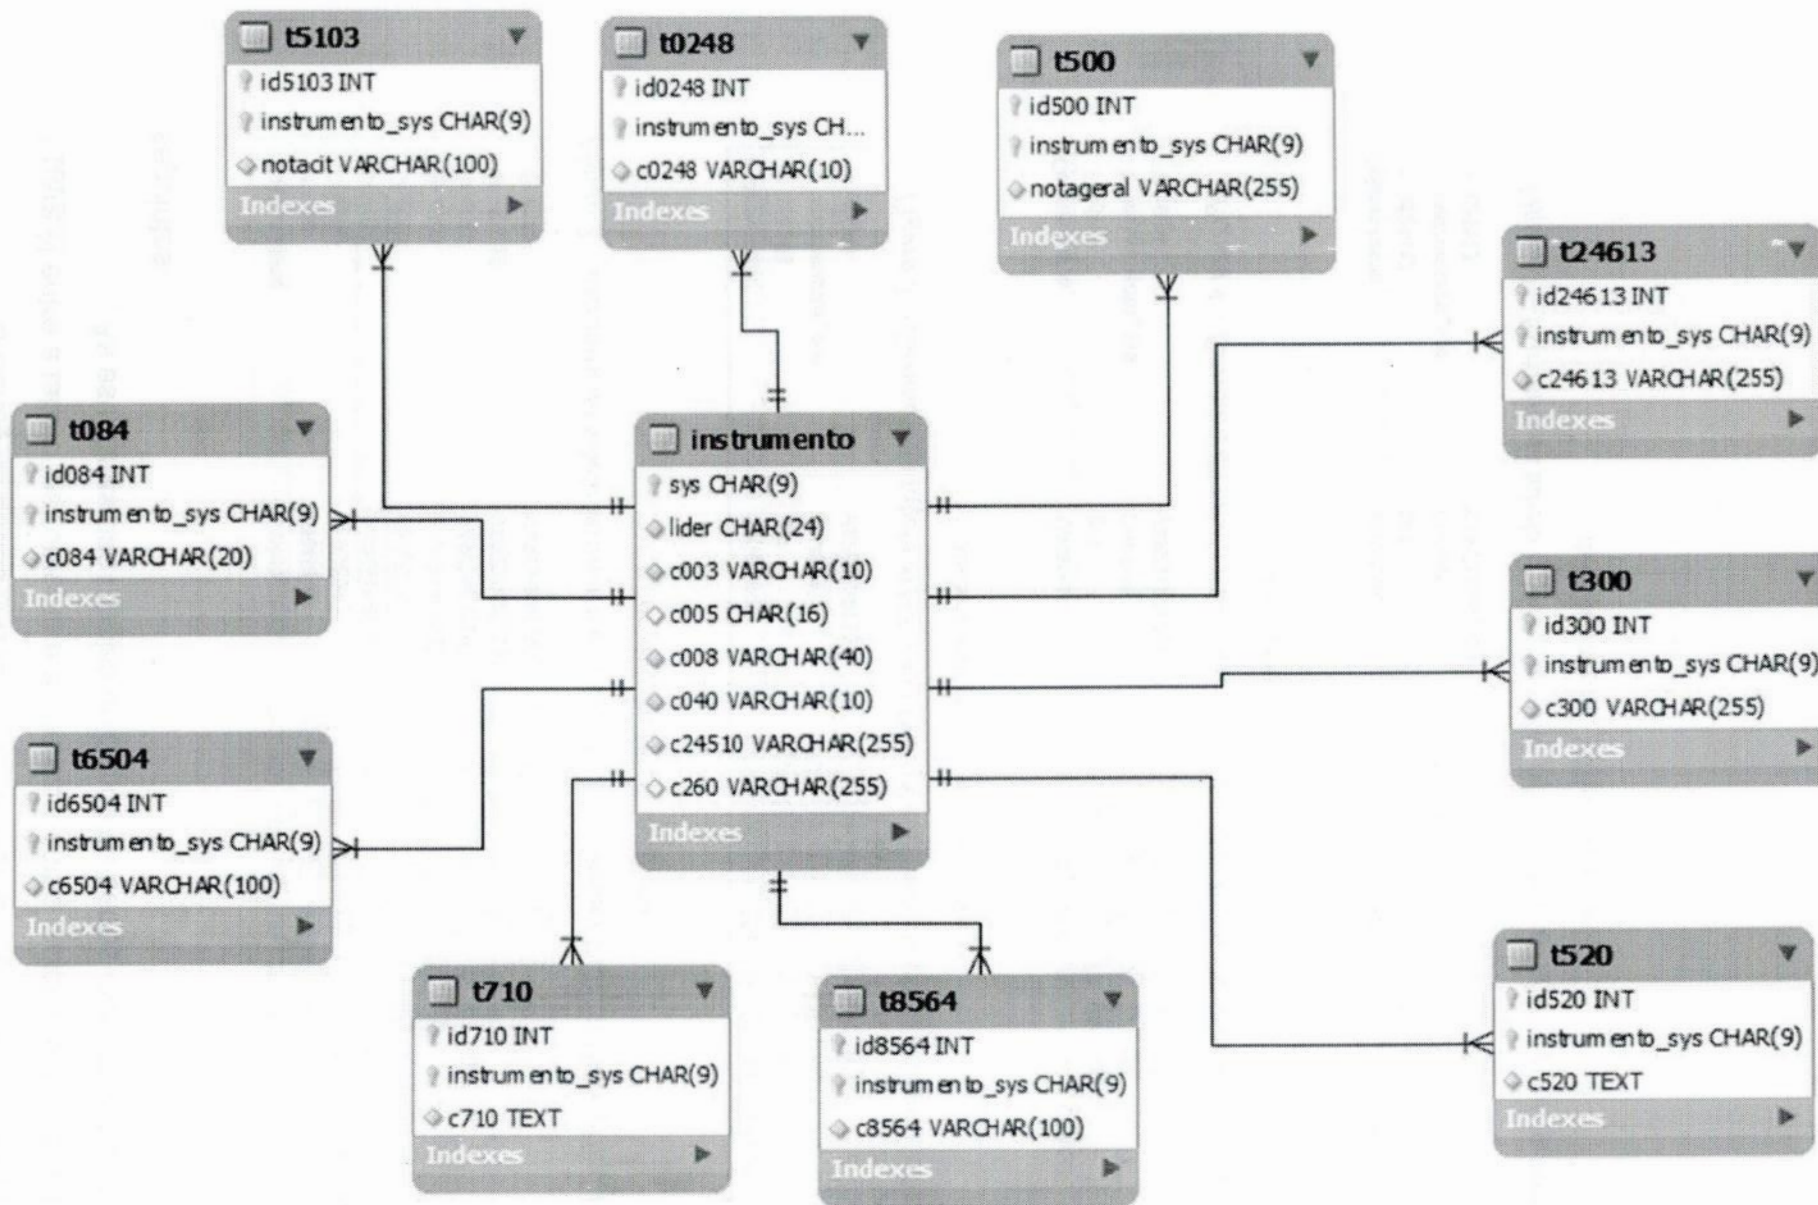 t5103
id5103 INT
instrumento_sys CHAR(9)
notacit VARCHAR(100)
Indexes
t0248
id0248 INT
instrumento_sys CH...
c0248 VARCHAR(10)
Indexes
t500
id500 INT
instrumento_sys CHAR(9)
notageral VARCHAR(255)
Indexes
t24613
id24613 INT
instrumento_sys CHAR(9)
c24613 VARCHAR(255)
Indexes
t084
id084 INT
instrumento_sys CHAR(9)
c084 VARCHAR(20)
Indexes
instrumento
sys CHAR(9)
lider CHAR(24)
c003 VARCHAR(10)
c005 CHAR(16)
c008 VARCHAR(40)
c040 VARCHAR(10)
c24510 VARCHAR(255)
c260 VARCHAR(255)
Indexes
t300
id300 INT
instrumento_sys CHAR(9)
c300 VARCHAR(255)
Indexes
t6504
id6504 INT
instrumento_sys CHAR(9)
c6504 VARCHAR(100)
Indexes
t710
id710 INT
instrumento_sys CHAR(9)
c710 TEXT
Indexes
t8564
id8564 INT
instrumento_sys CHAR(9)
c8564 VARCHAR(100)
Indexes
t520
id520 INT
instrumento_sys CHAR(9)
c520 TEXT
Indexes